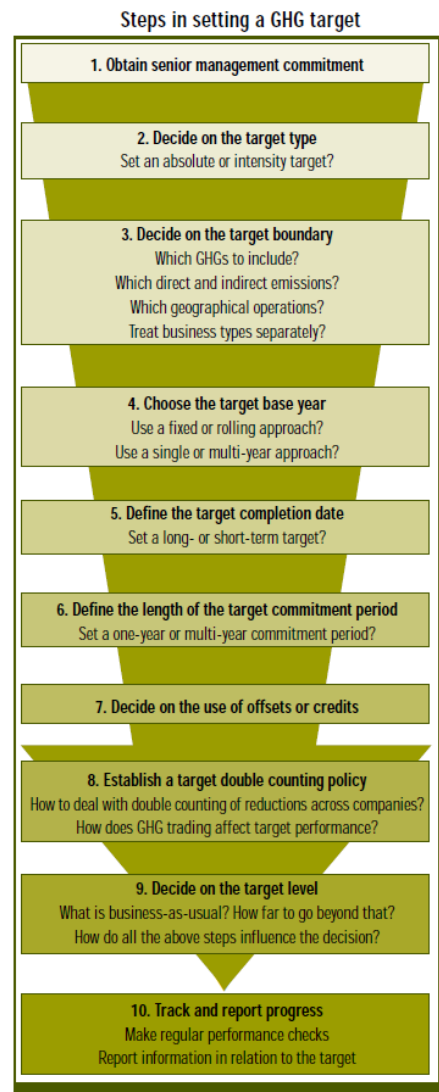 Steps in setting a GHG target
1. Obtain senior management commitment
2. Decide on the target type
Set an absolute or intensity target?
3. Decide on the target boundary
Which GHGs to include?
Which direct and indirect emissions?
Which geographical operations?
Treat business types separately?
4. Choose the target base year
Use a fixed or rolling approach?
Use a single or multi-year approach?
5. Define the target completion date
Set a long- or short-term target?
6. Define the length of the target commitment period
Set a one-year or multi-year commitment period?
7. Decide on the use of offsets or credits
8. Establish a target double counting policy
How to deal with double counting of reductions across companies?
How does GHG trading affect target performance?
9. Decide on the target level
What is business-as-usual? How far to go beyond that?
How do all the above steps influence the decision?
10. Track and report progress
Make regular performance checks
Report information in relation to the target